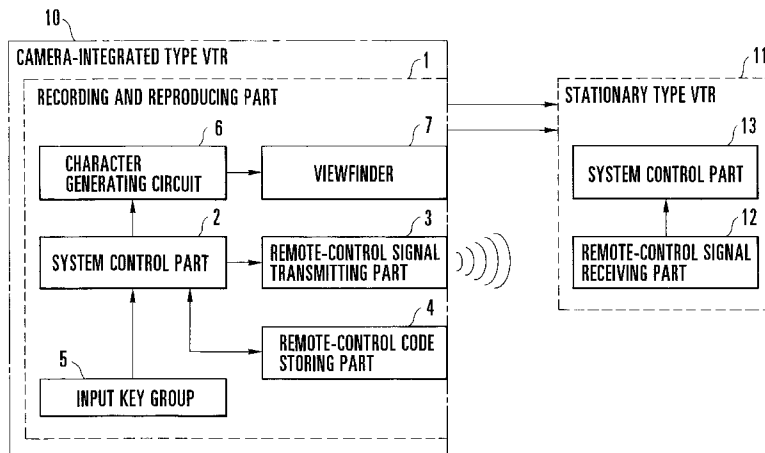 10
CAMERA-INTEGRATED TYPE VTR
1
RECORDING AND REPRODUCING PART
6
CHARACTER
GENERATING CIRCUIT
7
VIEWFINDER
2
SYSTEM CONTROL PART
3
REMOTE-CONTROL SIGNAL
TRANSMITTING PART
4
REMOTE-CONTROL CODE
STORING PART
5
INPUT KEY GROUP
11
STATIONARY TYPE VTR
13
SYSTEM CONTROL PART
12
REMOTE-CONTROL SIGNAL
RECEIVING PART